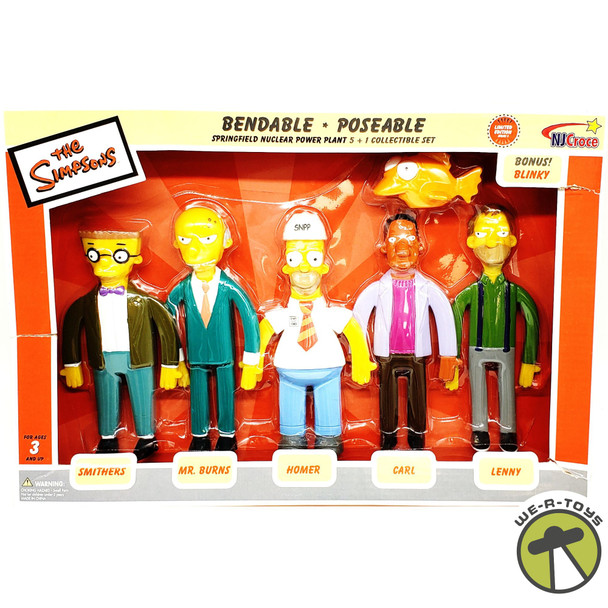 THE
SIMPSONS
BENDABLE * POSEABLE
SPRINGFIELD NUCLEAR POWER PLANT 5 + 1 COLLECTIBLE SET
LIMITED
EDITION
NJCroce
BONUS!
BLINKY
SNPP
FOR AGES
3
AND UP
SMITHERS
MR. BURNS
HOMER
CARL
LENNY
WARNING:
WE-R-TOYS